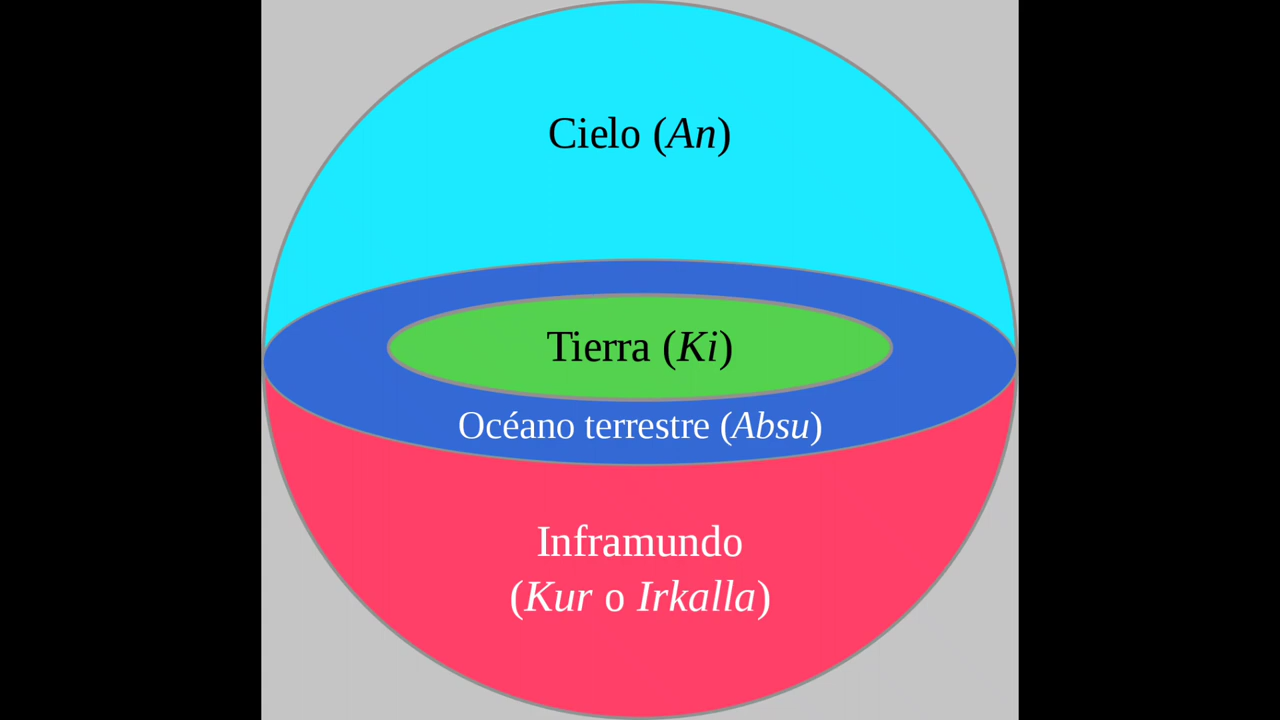 Cielo (An)
Tierra (Ki)
Océano terrestre (Absu)
Inframundo
(Kur o Irkalla)